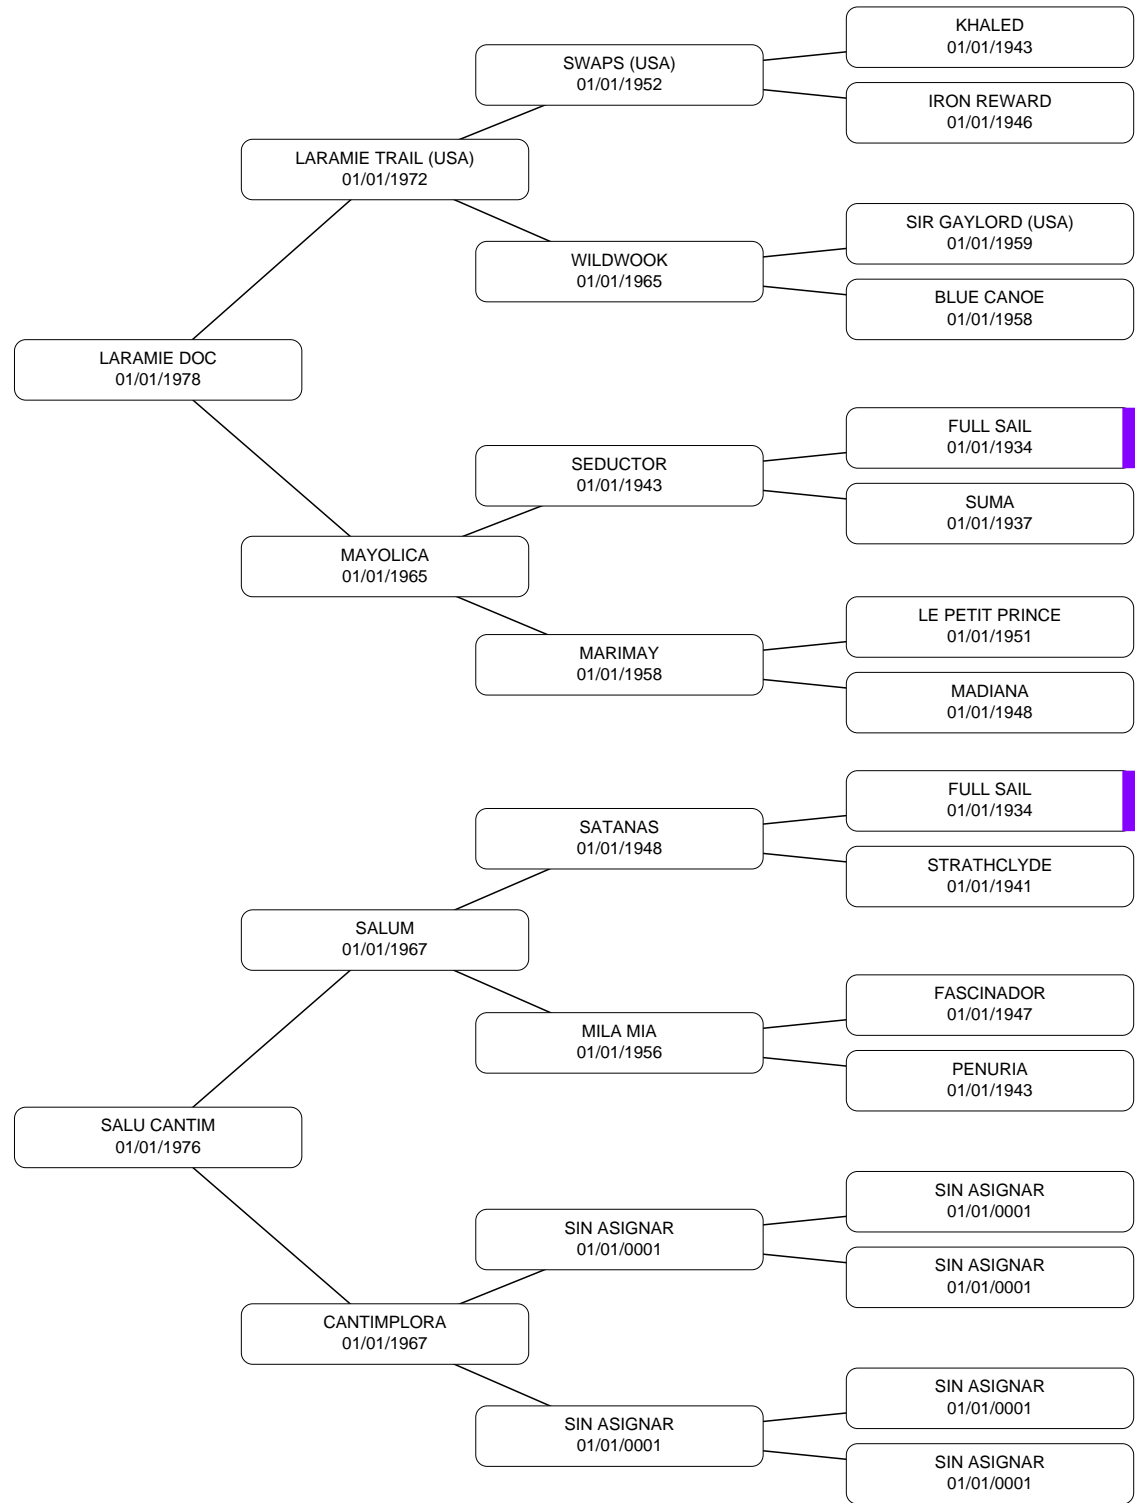 KHALED
01/01/1943
SWAPS (USA)
01/01/1952
IRON REWARD
01/01/1946
LARAMIE TRAIL (USA)
01/01/1972
SIR GAYLORD (USA)
01/01/1959
WILDWOOK
01/01/1965
BLUE CANOE
01/01/1958
LARAMIE DOC
01/01/1978
FULL SAIL
01/01/1934
SEDUCTOR
01/01/1943
SUMA
01/01/1937
MAYOLICA
01/01/1965
LE PETIT PRINCE
01/01/1951
MARIMAY
01/01/1958
MADIANA
01/01/1948
FULL SAIL
01/01/1934
SATANAS
01/01/1948
STRATHCLYDE
01/01/1941
SALUM
01/01/1967
FASCINADOR
01/01/1947
MILA MIA
01/01/1956
PENURIA
01/01/1943
SALU CANTIM
01/01/1976
SIN ASIGNAR
01/01/0001
SIN ASIGNAR
01/01/0001
SIN ASIGNAR
01/01/0001
CANTIMPLORA
01/01/1967
SIN ASIGNAR
01/01/0001
SIN ASIGNAR
01/01/0001
SIN ASIGNAR
01/01/0001